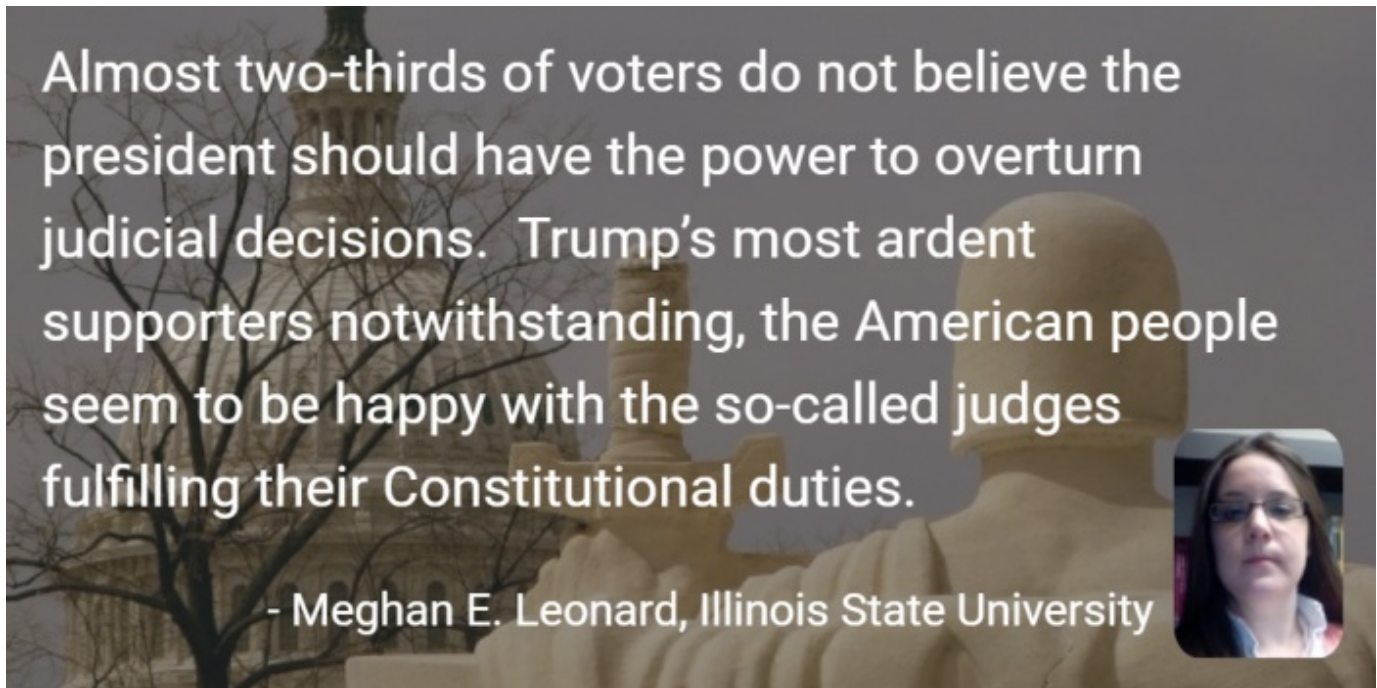 Almost two-thirds of voters do not believe the
president should have the power to overturn
judicial decisions.  Trump’s most ardent
supporters notwithstanding, the American people
seem to be happy with the so-called judges
fulfilling their Constitutional duties.
- Meghan E. Leonard, Illinois State University